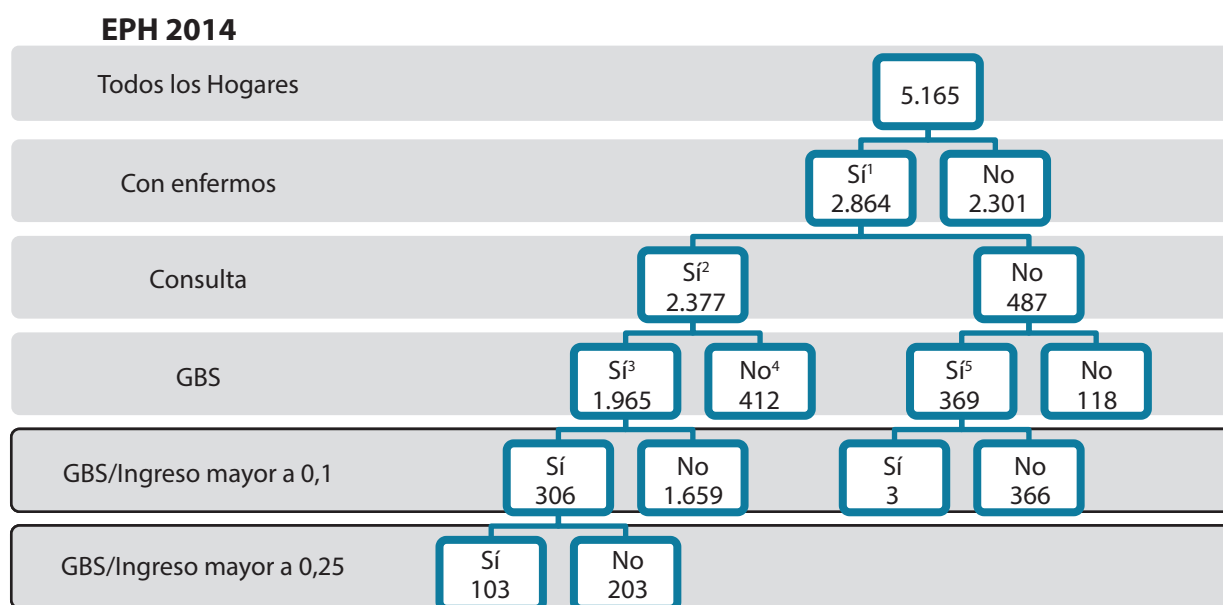 EPH 2014
Todos los Hogares
5.165
Con enfermos
Sí¹
2.864
No
2.301
Consulta
Sí²
2.377
No
487
GBS
Sí³
1.965
No⁴
412
Sí⁵
369
No
118
GBS/Ingreso mayor a 0,1
Sí
306
No
1.659
Sí
3
No
366
GBS/Ingreso mayor a 0,25
Sí
103
No
203